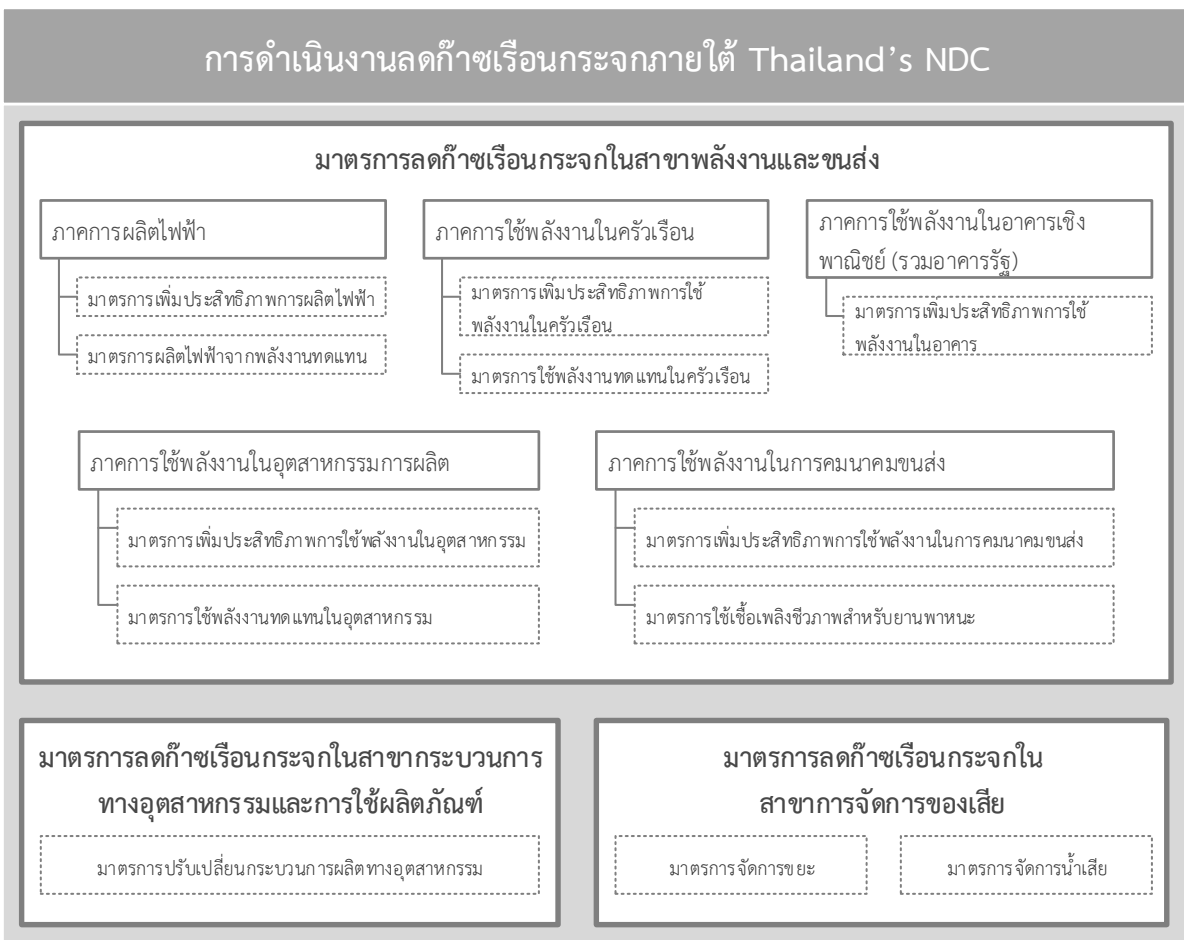 การดำเนินงานลดก๊าซเรือนกระจกภายใต้ Thailand’s NDC
มาตรการลดก๊าซเรือนกระจกในสาขาพลังงานและขนส่ง
ภาคการผลิตไฟฟ้า
มาตรการเพิ่มประสิทธิภาพการผลิตไฟฟ้า
มาตรการผลิตไฟฟ้าจากพลังงานทดแทน
ภาคการใช้พลังงานในครัวเรือน
มาตรการเพิ่มประสิทธิภาพการใช้
พลังงานในครัวเรือน
มาตรการใช้พลังงานทดแทนในครัวเรือน
ภาคการใช้พลังงานในอาคารเชิง
พาณิชย์ (รวมอาคารรัฐ)
มาตรการเพิ่มประสิทธิภาพการใช้
พลังงานในอาคาร
ภาคการใช้พลังงานในอุตสาหกรรมการผลิต
มาตรการเพิ่มประสิทธิภาพการใช้พลังงานในอุตสาหกรรม
มาตรการใช้พลังงานทดแทนในอุตสาหกรรม
ภาคการใช้พลังงานในการคมนาคมขนส่ง
มาตรการเพิ่มประสิทธิภาพการใช้พลังงานในการคมนาคมขนส่ง
มาตรการใช้เชื้อเพลิงชีวภาพสำหรับยานพาหนะ
มาตรการลดก๊าซเรือนกระจกในสาขากระบวนการ
ทางอุตสาหกรรมและการใช้ผลิตภัณฑ์
มาตรการปรับเปลี่ยนกระบวนการผลิตทางอุตสาหกรรม
มาตรการลดก๊าซเรือนกระจกใน
สาขาการจัดการของเสีย
มาตรการจัดการขยะ
มาตรการจัดการน้ำเสีย